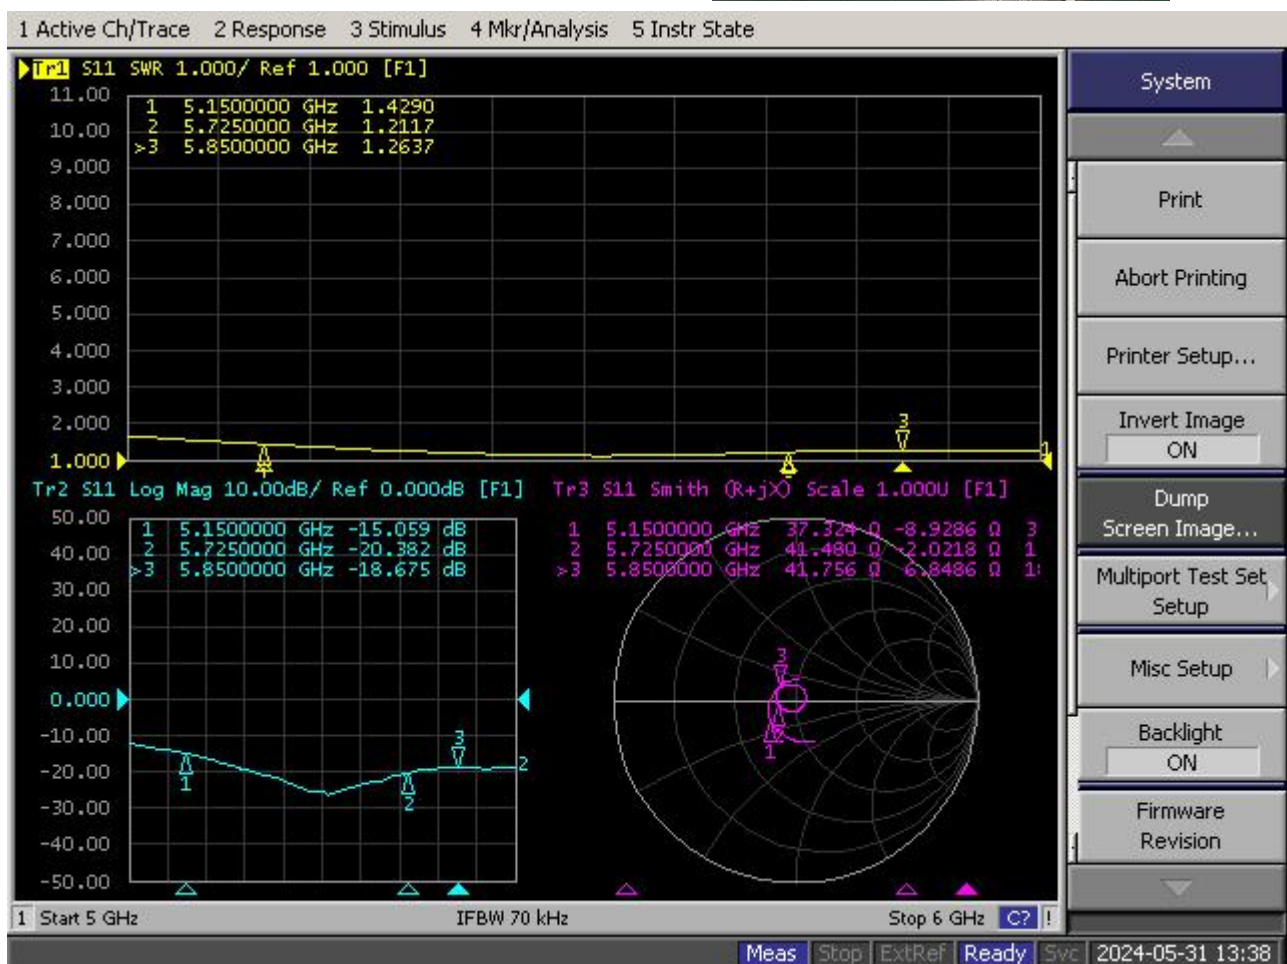 1 Active Ch/Trace 2 Response 3 Stimulus 4 Mkr/Analysis 5 Instr State
Tr1 S11 SWR 1.000/ Ref 1.000 [F1]
11.00
10.00
9.000
8.000
7.000
6.000
5.000
4.000
3.000
2.000
1.000
1 5.1500000 GHz 1.4290
2 5.7250000 GHz 1.2117
>3 5.8500000 GHz 1.2637
3
1
Tr2 S11 Log Mag 10.00dB/ Ref 0.000dB [F1]
50.00
40.00
30.00
20.00
10.00
0.000
-10.00
-20.00
-30.00
-40.00
-50.00
1 5.1500000 GHz -15.059 dB
2 5.7250000 GHz -20.382 dB
>3 5.8500000 GHz -18.675 dB
1
2
3
2
Tr3 S11 Smith (R+jX) Scale 1.000U [F1]
1 5.1500000 GHz 37.324 Ω -8.9286 Ω 3
2 5.7250000 GHz 41.480 Ω -2.0218 Ω 1
>3 5.8500000 GHz 41.756 Ω 6.8486 Ω
3
1
System
Print
Abort Printing
Printer Setup...
Invert Image
ON
Dump
Screen Image...
Multiport Test Set
Setup
Misc Setup
Backlight
ON
Firmware
Revision
1 Start 5 GHz IFBW 70 kHz Stop 6 GHz C? !
Meas Stop ExtRef Ready Svc 2024-05-31 13:38